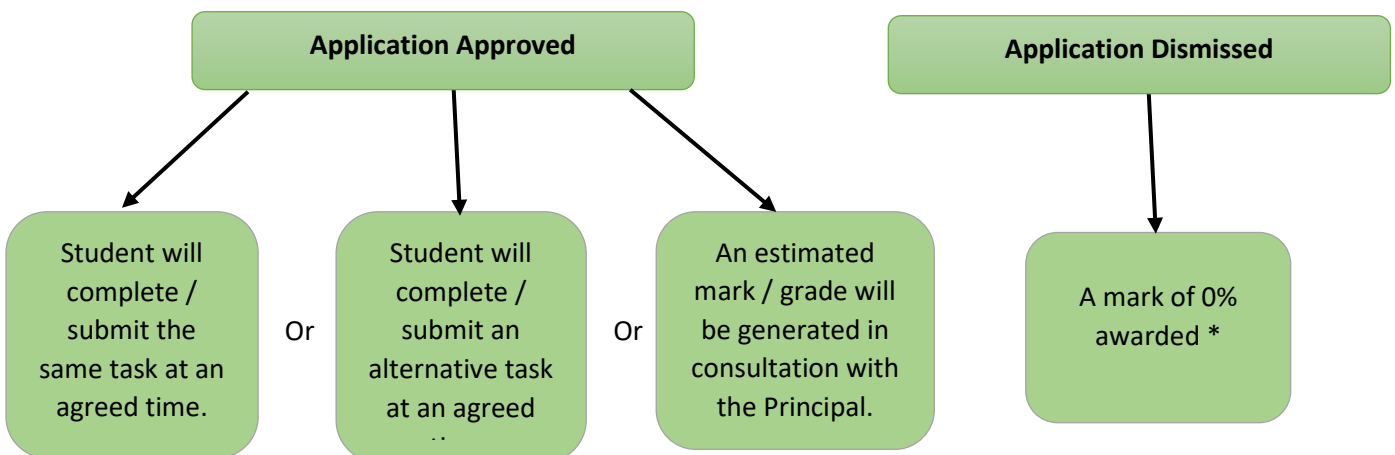 Application Approved
Application Dismissed
Student will
complete /
submit the
same task at an
agreed time.
Or
Student will
complete /
submit an
alternative task
at an agreed
Or
An estimated
mark / grade will
be generated in
consultation with
the Principal.
A mark of 0%
awarded *